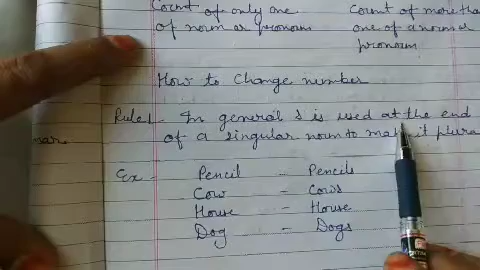 Count of only one
of noun or pronoun
Count of more tha
one of a noun or
pronoun
How to Change number
Rule 1 - In general s is used at the end
of a singular noun to make it plura
Ex - Pencil - Pencils
Cow - Cows
House - House
Dog - Dogs